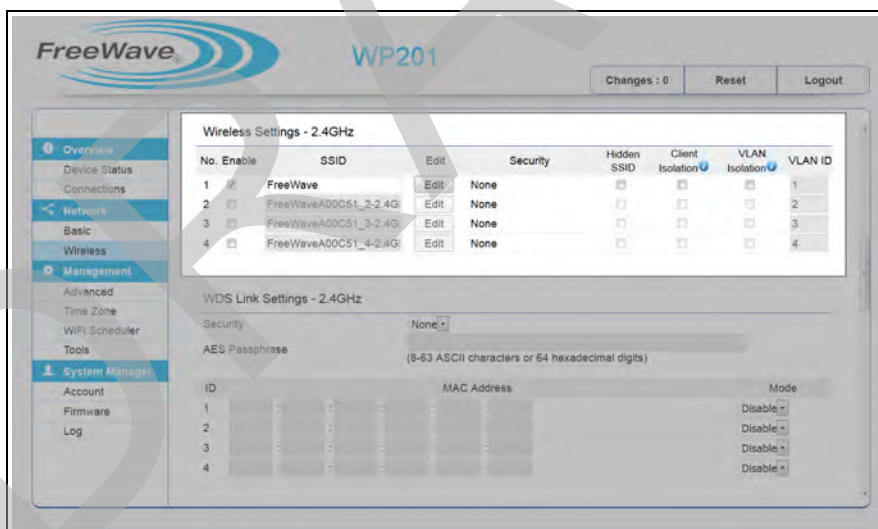 FreeWave
WP201
Changes : 0 Reset Logout
Wireless Settings - 2.4GHz
No. Enable SSID Edit Security Hidden SSID Client Isolation VLAN Isolation VLAN ID
1 FreeWave Edit None 1
2 FreeWaveA00C51_2-2.4G Edit None 2
3 FreeWaveA00C51_3-2.4G Edit None 3
4 FreeWaveA00C51_4-2.4G Edit None 4
Overview
Device Status
Connections
Network
Basic
Wireless
Management
Advanced
Time Zone
WiFi Scheduler
Tools
System Manager
Account
Firmware
Log
WDS Link Settings - 2.4GHz
Security None
AES Passphrase
(8-63 ASCII characters or 64 hexadecimal digits)
ID MAC Address Mode
1 : : : : : Disable
2 : : : : : Disable
3 : : : : : Disable
4 : : : : : Disable